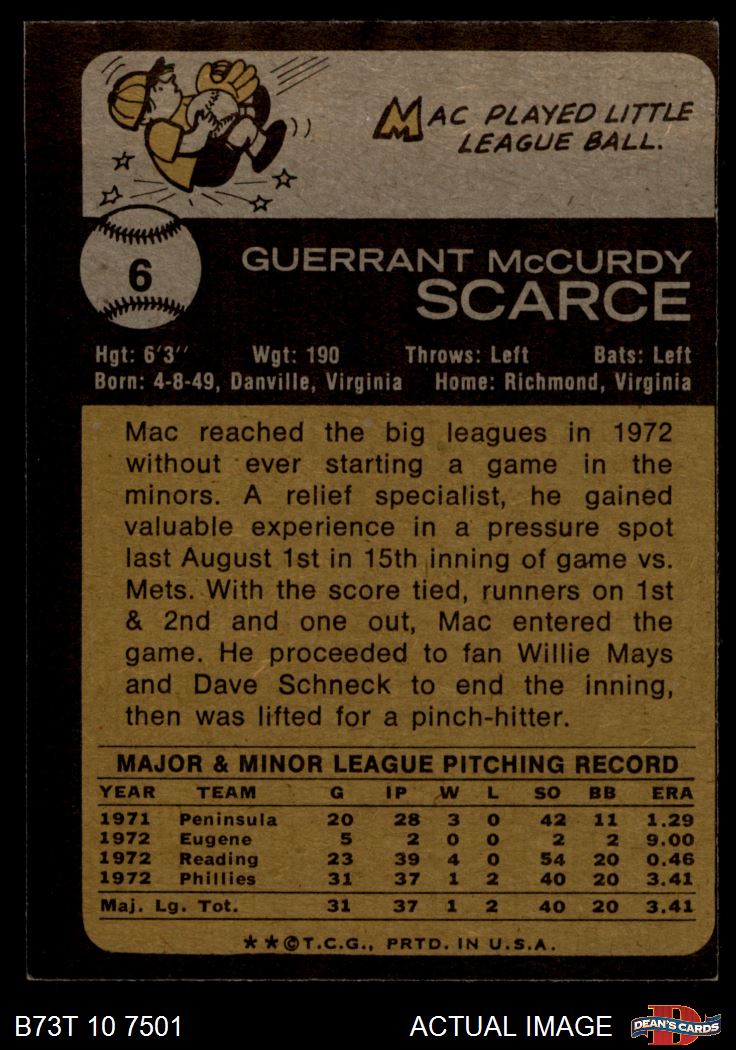 MAC PLAYED LITTLE
LEAGUE BALL.
6
GUERRANT McCURDY
SCARCE
Hgt: 6'3" Wgt: 190 Throws: Left Bats: Left
Born: 4-8-49, Danville, Virginia Home: Richmond, Virginia
Mac reached the big leagues in 1972
without ever starting a game in the
minors. A relief specialist, he gained
valuable experience in a pressure spot
last August 1st in 15th inning of game vs.
Mets. With the score tied, runners on 1st
& 2nd and one out, Mac entered the
game. He proceeded to fan Willie Mays
and Dave Schneck to end the inning,
then was lifted for a pinch-hitter.
MAJOR & MINOR LEAGUE PITCHING RECORD
YEAR TEAM G IP W L SO BB ERA
1971 Peninsula 20 28 3 0 42 11 1.29
1972 Eugene 5 2 0 0 2 2 9.00
1972 Reading 23 39 4 0 54 20 0.46
1972 Phillies 31 37 1 2 40 20 3.41
Maj. Lg. Tot. 31 37 1 2 40 20 3.41
★★©T.C.G., PRTD. IN U.S.A.
B73T 10 7501 ACTUAL IMAGE D DEAN'S CARDS